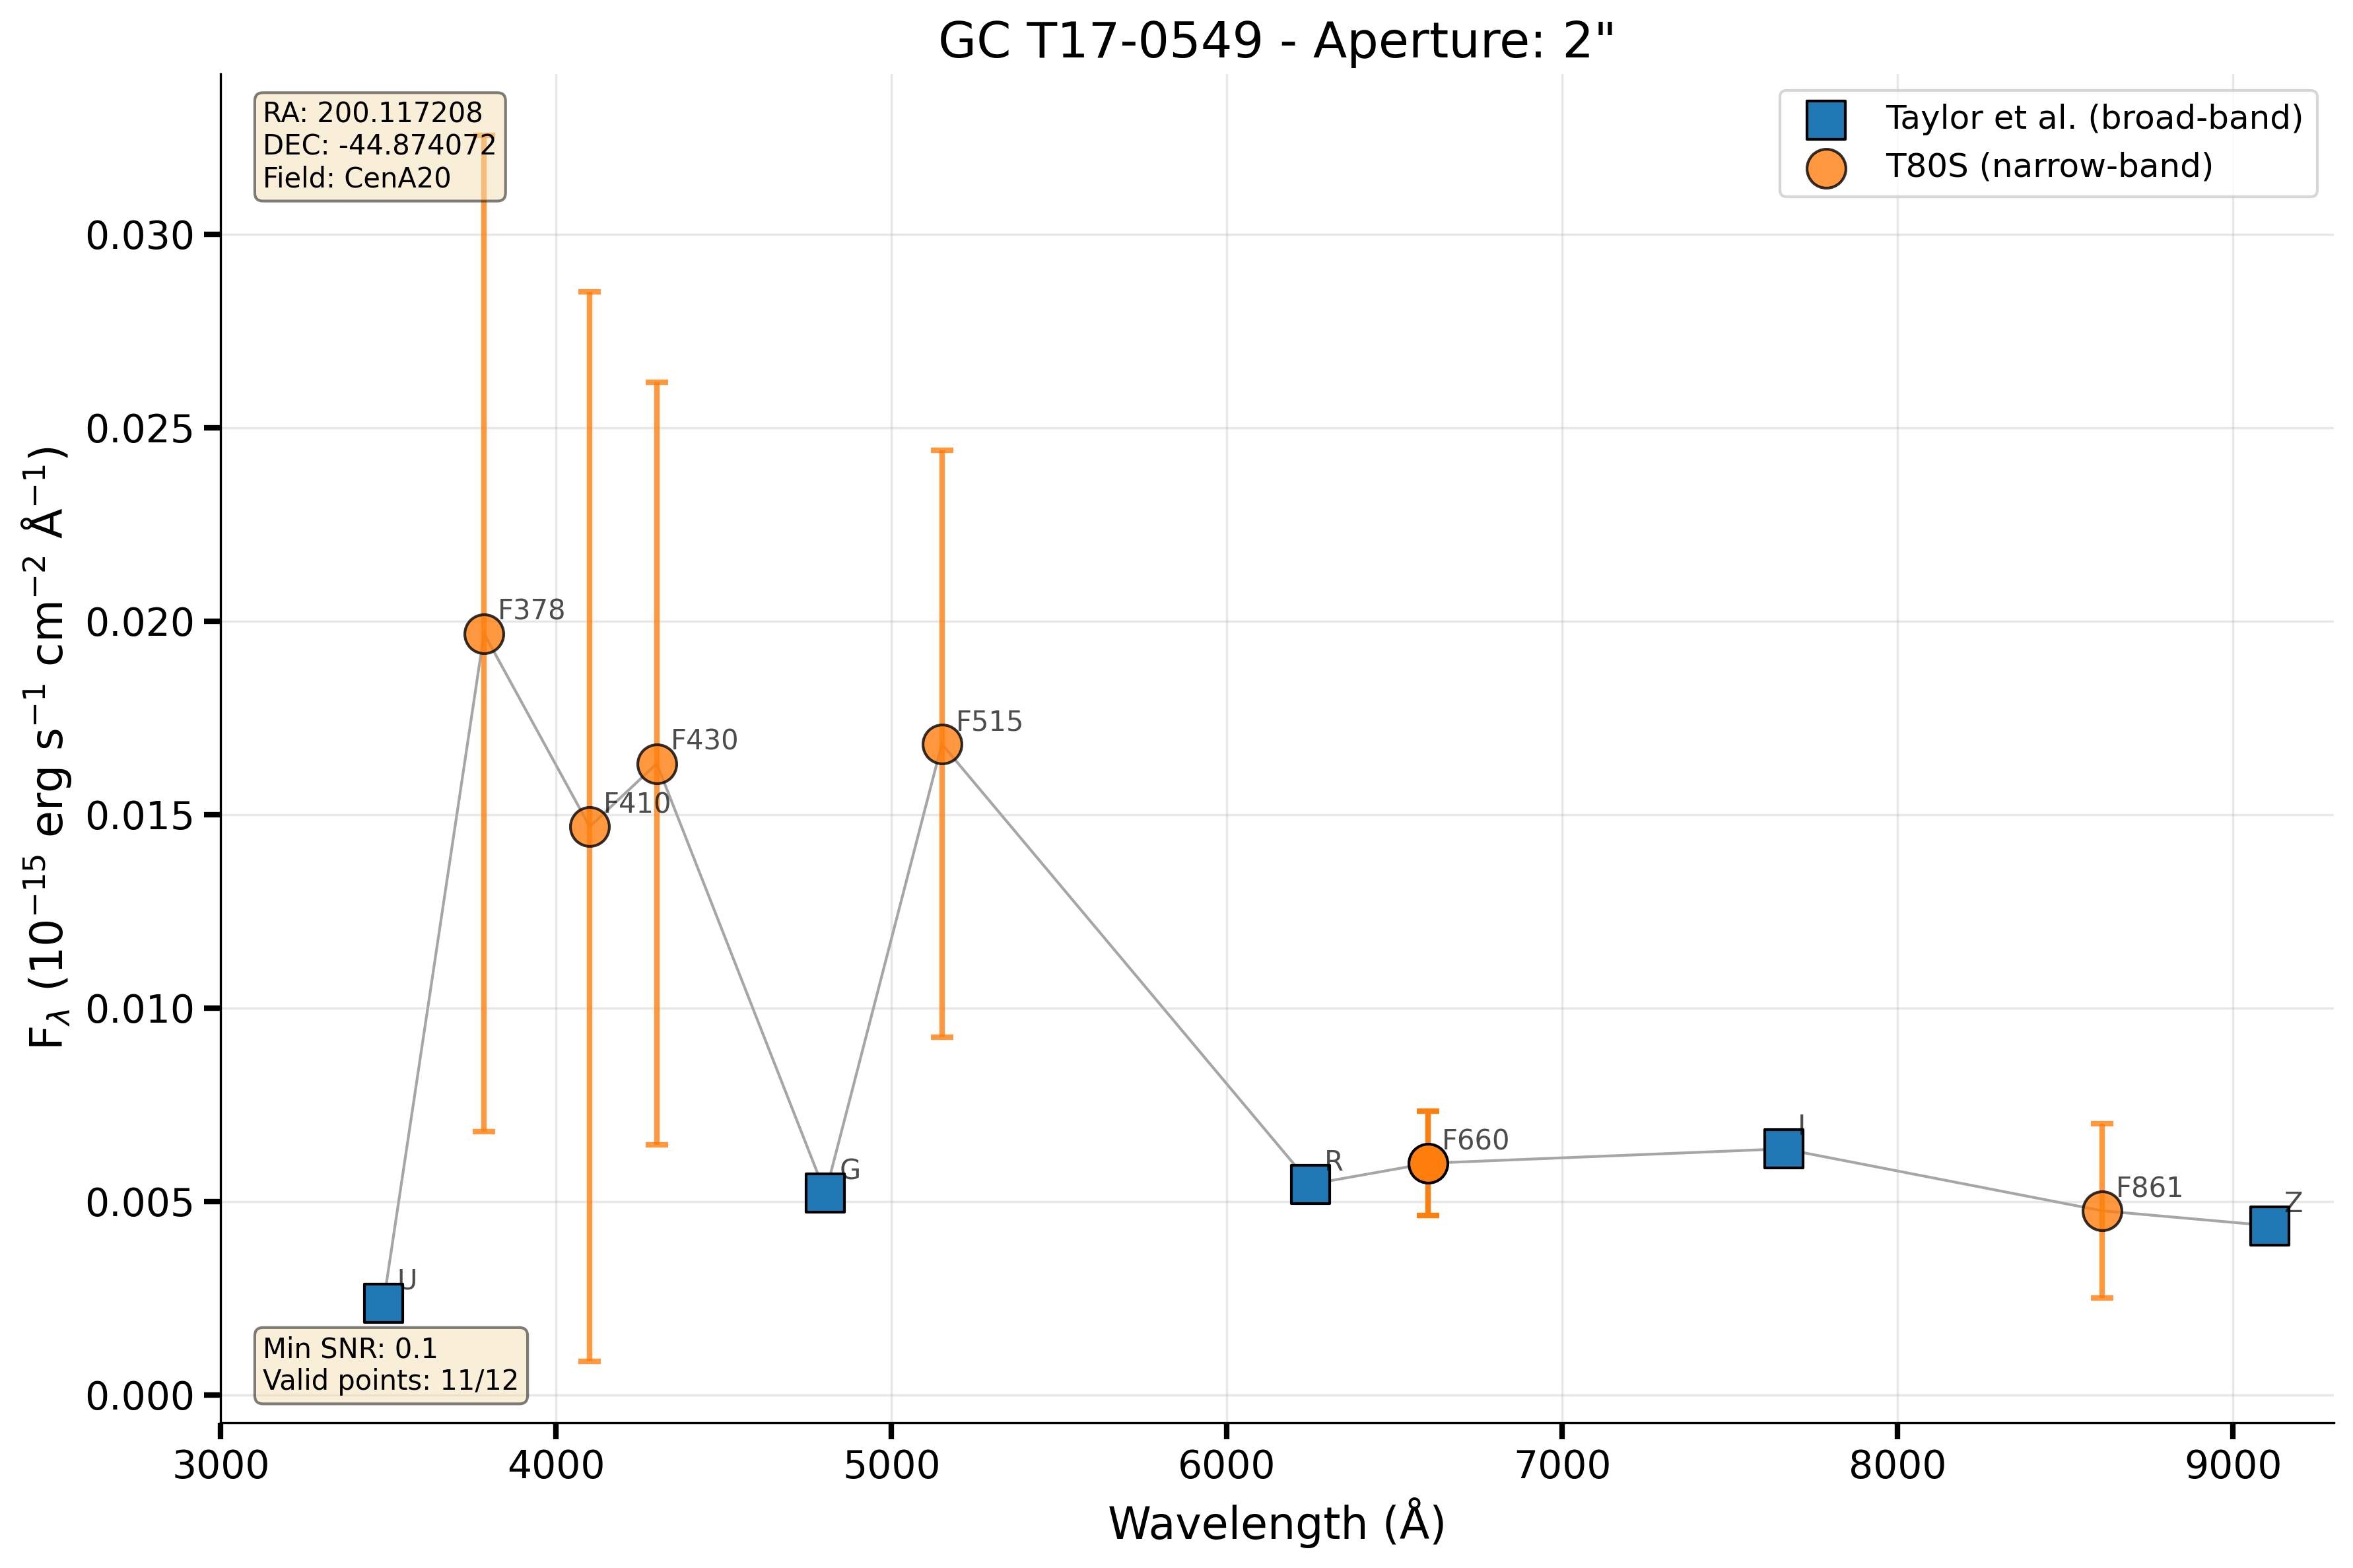 GC T17-0549 - Aperture: 2"
RA: 200.117208
DEC: -44.874072
Field: CenA20
Taylor et al. (broad-band)
T80S (narrow-band)
F_λ (10⁻¹⁵ erg s⁻¹ cm⁻² Å⁻¹)
0.030
0.025
0.020
0.015
0.010
0.005
0.000
U
F378
F410
F430
G
F515
R
F660
I
F861
Z
Min SNR: 0.1
Valid points: 11/12
3000 4000 5000 6000 7000 8000 9000
Wavelength (Å)